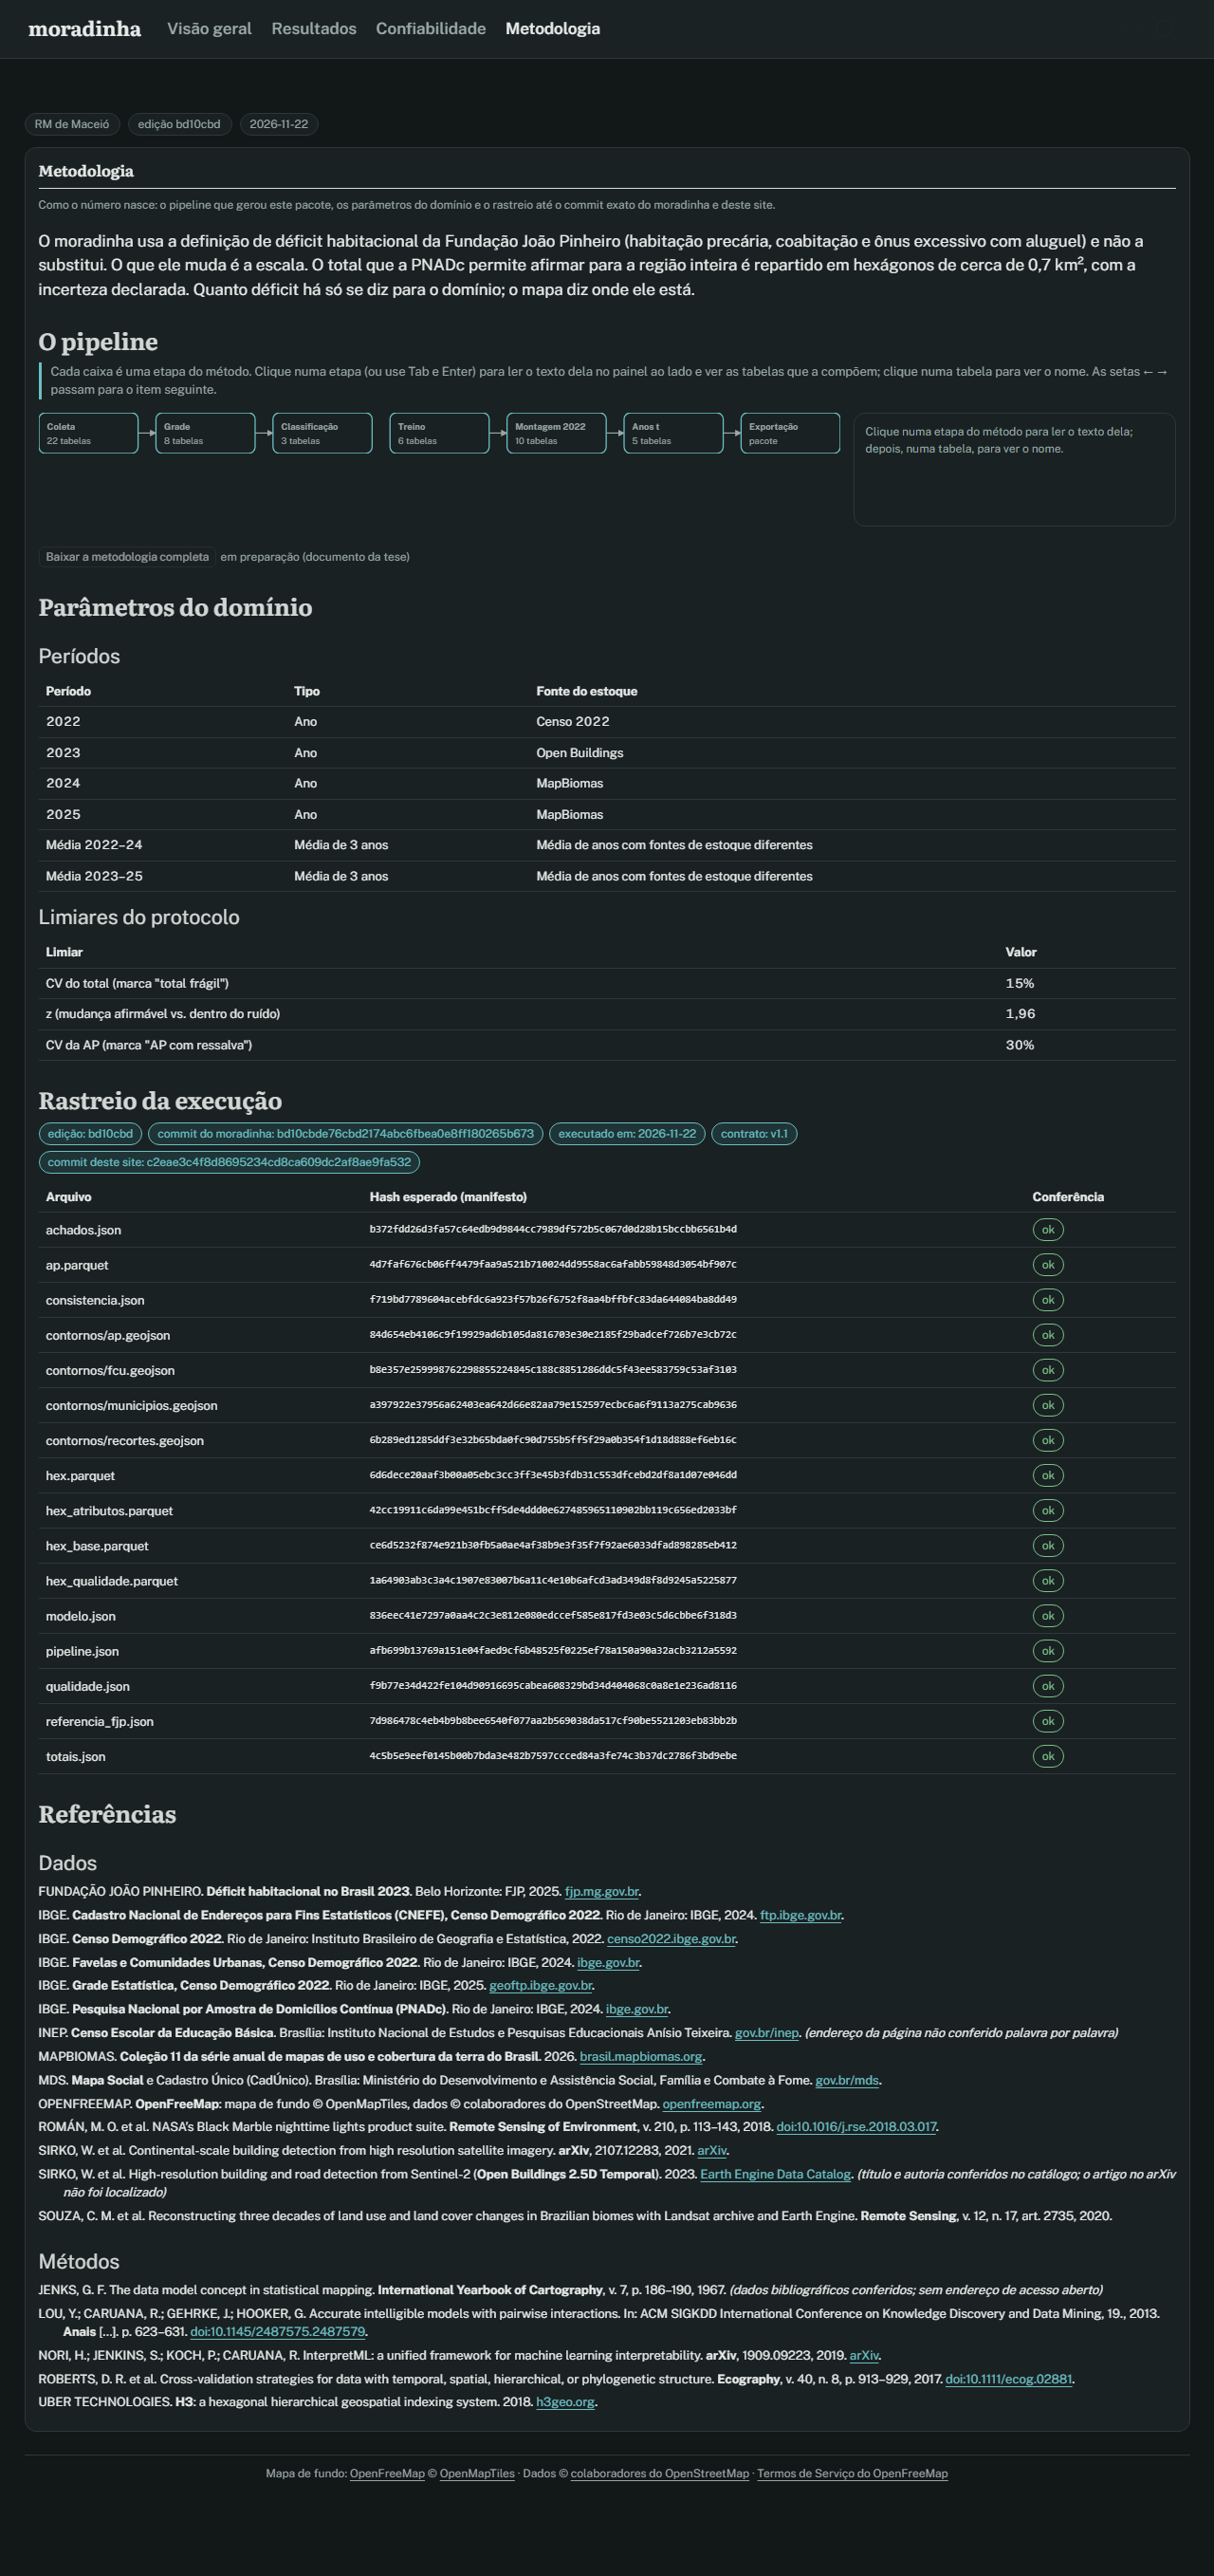 moradinha Visão geral Resultados Confiabilidade Metodologia
RM de Maceió edição bd10cbd 2026-11-22
Metodologia
Como o número nasce: o pipeline que gerou este pacote, os parâmetros do domínio e o rastreio até o commit exato do moradinha e deste site.
O moradinha usa a definição de déficit habitacional da Fundação João Pinheiro (habitação precária, coabitação e ônus excessivo com aluguel) e não a
substitui. O que ele muda é a escala. O total que a PNADc permite afirmar para a região inteira é repartido em hexágonos de cerca de 0,7 km², com a
incerteza declarada. Quanto déficit há só se diz para o domínio; o mapa diz onde ele está.
O pipeline
Cada caixa é uma etapa do método. Clique numa etapa (ou use Tab e Enter) para ler o texto dela no painel ao lado e ver as tabelas que a compõem; clique numa tabela para ver o nome. As setas ← →
passam para o item seguinte.
Coleta Grade Classificação Treino Montagem 2022 Anos t Exportação
22 tabelas 8 tabelas 3 tabelas 6 tabelas 10 tabelas 5 tabelas pacote
Clique numa etapa do método para ler o texto dela;
depois, numa tabela, para ver o nome.
Baixar a metodologia completa em preparação (documento da tese)
Parâmetros do domínio
Períodos
Período Tipo Fonte do estoque
2022 Ano Censo 2022
2023 Ano Open Buildings
2024 Ano MapBiomas
2025 Ano MapBiomas
Média 2022–24 Média de 3 anos Média de anos com fontes de estoque diferentes
Média 2023–25 Média de 3 anos Média de anos com fontes de estoque diferentes
Limiares do protocolo
Limiar Valor
CV do total (marca "total frágil") 15%
z (mudança afirmável vs. dentro do ruído) 1,96
CV da AP (marca "AP com ressalva") 30%
Rastreio da execução
edição: bd10cbd commit do moradinha: bd10cbde76cbd2174abc6fbea0e8ff180265b673 executado em: 2026-11-22 contrato: v1.1
commit deste site: c2eae3c4f8d8695234cd8ca609dc2af8ae9fa532
Arquivo Hash esperado (manifesto) Conferência
achados.json b372fdd26d3fa57c64edb9d9844cc7989df572b5c067d0d28b15bccbb6561b4d ok
ap.parquet 4d7faf676cb06ff4479faa9a521b710024dd9558ac6afabb59848d3054bf907c ok
consistencia.json f719bd7789604acebfdc6a923f57b26f6752f8aa4bffbfc83da644084ba8dd49 ok
contornos/ap.geojson 84d654eb4106c9f19929ad6b105da816703e30e2185f29badcef726b7e3cb72c ok
contornos/fcu.geojson b8e357e25999876229885522484​5c188c8851286ddc5f43ee583759c53af3103 ok
contornos/municipios.geojson a397922e37956a62403ea642d66e82aa79e152597ecbc6a6f9113a275cab9636 ok
contornos/recortes.geojson 6b289ed1285ddf3e32b65bda0fc90d755b5ff5f29a0b354f1d18d888ef6eb16c ok
hex.parquet 6d6dece20aaf3b00a05ebc3cc3ff3e45b3fdb31c553dfcebd2df8a1d07e046dd ok
hex_atributos.parquet 42cc19911c6da99e451bcff5de4ddd0e627485965110902bb119c656ed2033bf ok
hex_base.parquet ce6d5232f874e921b30fb5a0ae4af38b9e3f35f7f92ae6033dfad898285eb412 ok
hex_qualidade.parquet 1a64903ab3c3a4c1907e83007b6a11c4e10b6afcd3ad349d8f8d9245a5225877 ok
modelo.json 836eec41e7297a0aa4c2c3e812e080edccef585e817fd3e03c5d6cbbe6f318d3 ok
pipeline.json afb699b13769a151e04faed9cf6b48525f0225ef78a150a90a32acb3212a5592 ok
qualidade.json f9b77e34d422fe104d90916695cabea608329bd34d404068c0a8e1e236ad8116 ok
referencia_fjp.json 7d986478c4eb4b9b8bee6540f077aa2b569038da517cf90be5521203eb83bb2b ok
totais.json 4c5b5e9eef0145b00b7bda3e482b7597ccced84a3fe74c3b37dc2786f3bd9ebe ok
Referências
Dados
FUNDAÇÃO JOÃO PINHEIRO. Déficit habitacional no Brasil 2023. Belo Horizonte: FJP, 2025. fjp.mg.gov.br.
IBGE. Cadastro Nacional de Endereços para Fins Estatísticos (CNEFE), Censo Demográfico 2022. Rio de Janeiro: IBGE, 2024. ftp.ibge.gov.br.
IBGE. Censo Demográfico 2022. Rio de Janeiro: Instituto Brasileiro de Geografia e Estatística, 2022. censo2022.ibge.gov.br.
IBGE. Favelas e Comunidades Urbanas, Censo Demográfico 2022. Rio de Janeiro: IBGE, 2024. ibge.gov.br.
IBGE. Grade Estatística, Censo Demográfico 2022. Rio de Janeiro: IBGE, 2025. geoftp.ibge.gov.br.
IBGE. Pesquisa Nacional por Amostra de Domicílios Contínua (PNADc). Rio de Janeiro: IBGE, 2024. ibge.gov.br.
INEP. Censo Escolar da Educação Básica. Brasília: Instituto Nacional de Estudos e Pesquisas Educacionais Anísio Teixeira. gov.br/inep. (endereço da página não conferido palavra por palavra)
MAPBIOMAS. Coleção 11 da série anual de mapas de uso e cobertura da terra do Brasil. 2026. brasil.mapbiomas.org.
MDS. Mapa Social e Cadastro Único (CadÚnico). Brasília: Ministério do Desenvolvimento e Assistência Social, Família e Combate à Fome. gov.br/mds.
OPENFREEMAP. OpenFreeMap: mapa de fundo © OpenMapTiles, dados © colaboradores do OpenStreetMap. openfreemap.org.
ROMÁN, M. O. et al. NASA's Black Marble nighttime lights product suite. Remote Sensing of Environment, v. 210, p. 113–143, 2018. doi:10.1016/j.rse.2018.03.017.
SIRKO, W. et al. Continental-scale building detection from high resolution satellite imagery. arXiv, 2107.12283, 2021. arXiv.
SIRKO, W. et al. High-resolution building and road detection from Sentinel-2 (Open Buildings 2.5D Temporal). 2023. Earth Engine Data Catalog. (título e autoria conferidos no catálogo; o artigo no arXiv
não foi localizado)
SOUZA, C. M. et al. Reconstructing three decades of land use and land cover changes in Brazilian biomes with Landsat archive and Earth Engine. Remote Sensing, v. 12, n. 17, art. 2735, 2020.
Métodos
JENKS, G. F. The data model concept in statistical mapping. International Yearbook of Cartography, v. 7, p. 186–190, 1967. (dados bibliográficos conferidos; sem endereço de acesso aberto)
LOU, Y.; CARUANA, R.; GEHRKE, J.; HOOKER, G. Accurate intelligible models with pairwise interactions. In: ACM SIGKDD International Conference on Knowledge Discovery and Data Mining, 19., 2013.
Anais [...]. p. 623–631. doi:10.1145/2487575.2487579.
NORI, H.; JENKINS, S.; KOCH, P.; CARUANA, R. InterpretML: a unified framework for machine learning interpretability. arXiv, 1909.09223, 2019. arXiv.
ROBERTS, D. R. et al. Cross-validation strategies for data with temporal, spatial, hierarchical, or phylogenetic structure. Ecography, v. 40, n. 8, p. 913–929, 2017. doi:10.1111/ecog.02881.
UBER TECHNOLOGIES. H3: a hexagonal hierarchical geospatial indexing system. 2018. h3geo.org.
Mapa de fundo: OpenFreeMap © OpenMapTiles · Dados © colaboradores do OpenStreetMap · Termos de Serviço do OpenFreeMap